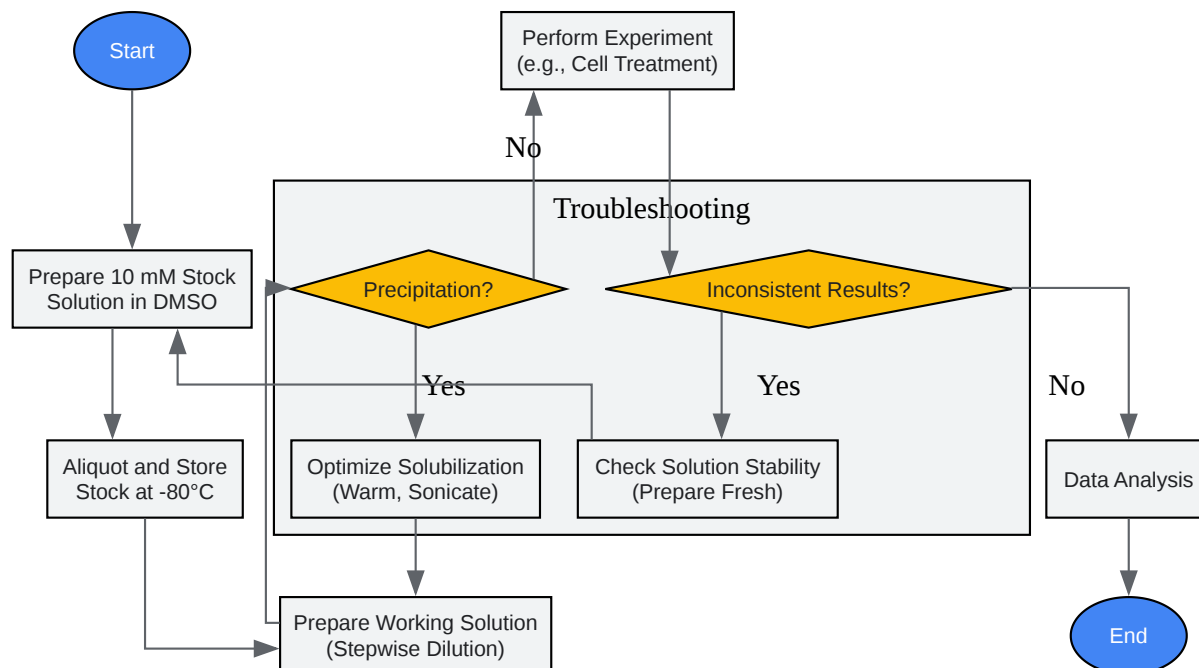 Start
Perform Experiment
(e.g., Cell Treatment)
No
Troubleshooting
Prepare 10 mM Stock
Solution in DMSO
Precipitation?
Inconsistent Results?
Yes
Yes
No
Aliquot and Store
Stock at -80°C
Optimize Solubilization
(Warm, Sonicate)
Check Solution Stability
(Prepare Fresh)
Data Analysis
Prepare Working Solution
(Stepwise Dilution)
End